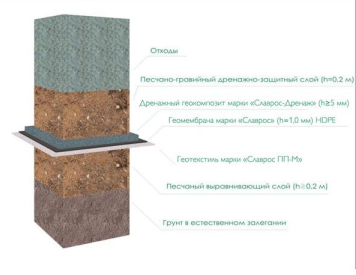 Отходы
Песчано-гравийный дренажно-защитный слой (h=0,2 м)
Дренажный геокомпозит марки «Славрос-Дренаж» (h≥5 мм)
Геомембрана марки «Славрос» (h=1,0 мм) HDPE
Геотекстиль марки «Славрос ПП-М»
Песчаный выравнивающий слой (h≥0,2 м)
Грунт в естественном залегании